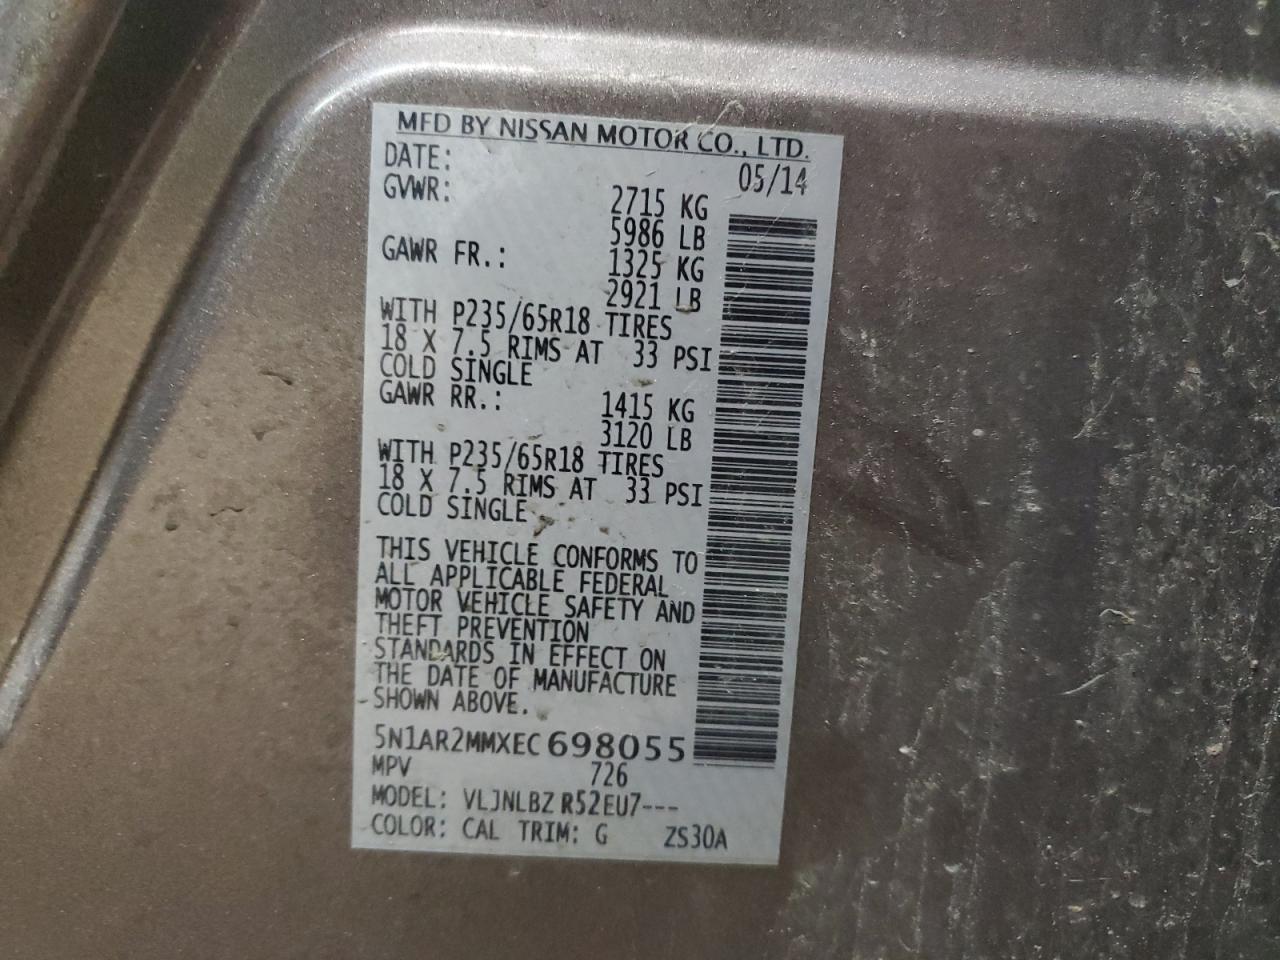 MFD BY NISSAN MOTOR CO., LTD.
DATE: 05/14
GVWR: 2715 KG
5986 LB
GAWR FR.: 1325 KG
2921 LB
WITH P235/65R18 TIRES
18 X 7.5 RIMS AT 33 PSI
COLD SINGLE
GAWR RR.: 1415 KG
3120 LB
WITH P235/65R18 TIRES
18 X 7.5 RIMS AT 33 PSI
COLD SINGLE
THIS VEHICLE CONFORMS TO
ALL APPLICABLE FEDERAL
MOTOR VEHICLE SAFETY AND
THEFT PREVENTION
STANDARDS IN EFFECT ON
THE DATE OF MANUFACTURE
SHOWN ABOVE.
5N1AR2MMXEC698055
MPV 726
MODEL: VLJNLBZ R52EU7---
COLOR: CAL TRIM: G ZS30A